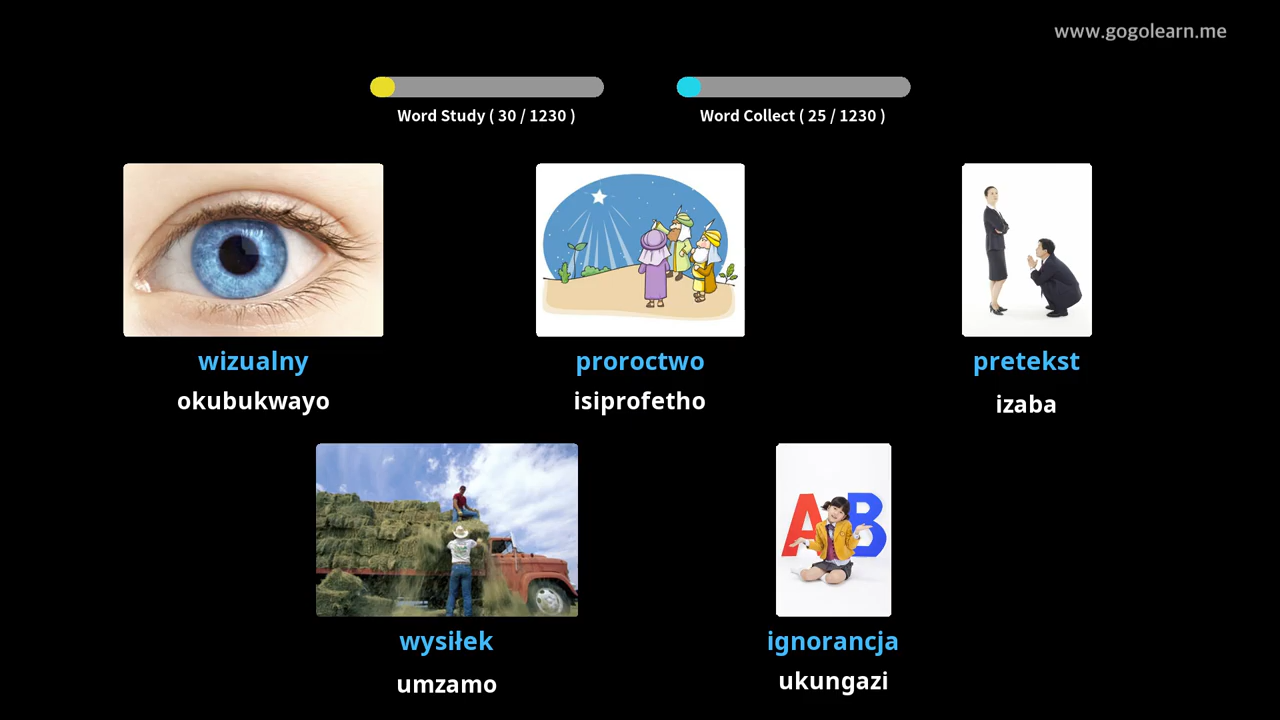 www.gogolearn.me
Word Study ( 30 / 1230 )
Word Collect ( 25 / 1230 )
wizualny
okubukwayo
proroctwo
isiprofetho
pretekst
izaba
wysiłek
umzamo
A B
ignorancja
ukungazi